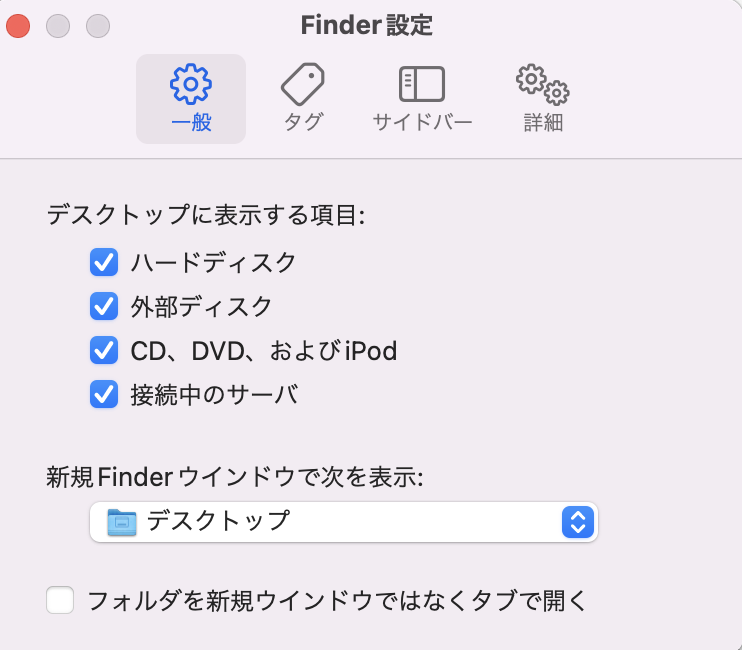 Finder設定
一般
タグ
サイドバー
詳細
デスクトップに表示する項目:
ハードディスク
外部ディスク
CD、DVD、およびiPod
接続中のサーバ
新規Finderウインドウで次を表示:
デスクトップ
フォルダを新規ウインドウではなくタブで開く